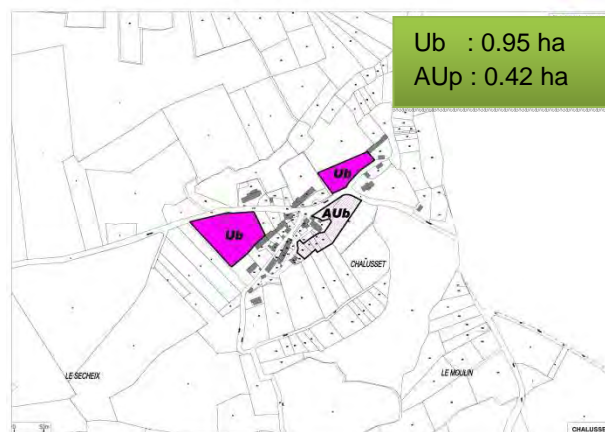 Ub : 0.95 ha
AUp : 0.42 ha
Ub
AUb
Ub
CHALUSSET
LE SECHEIX
LE MOULIN
CHALUSSET